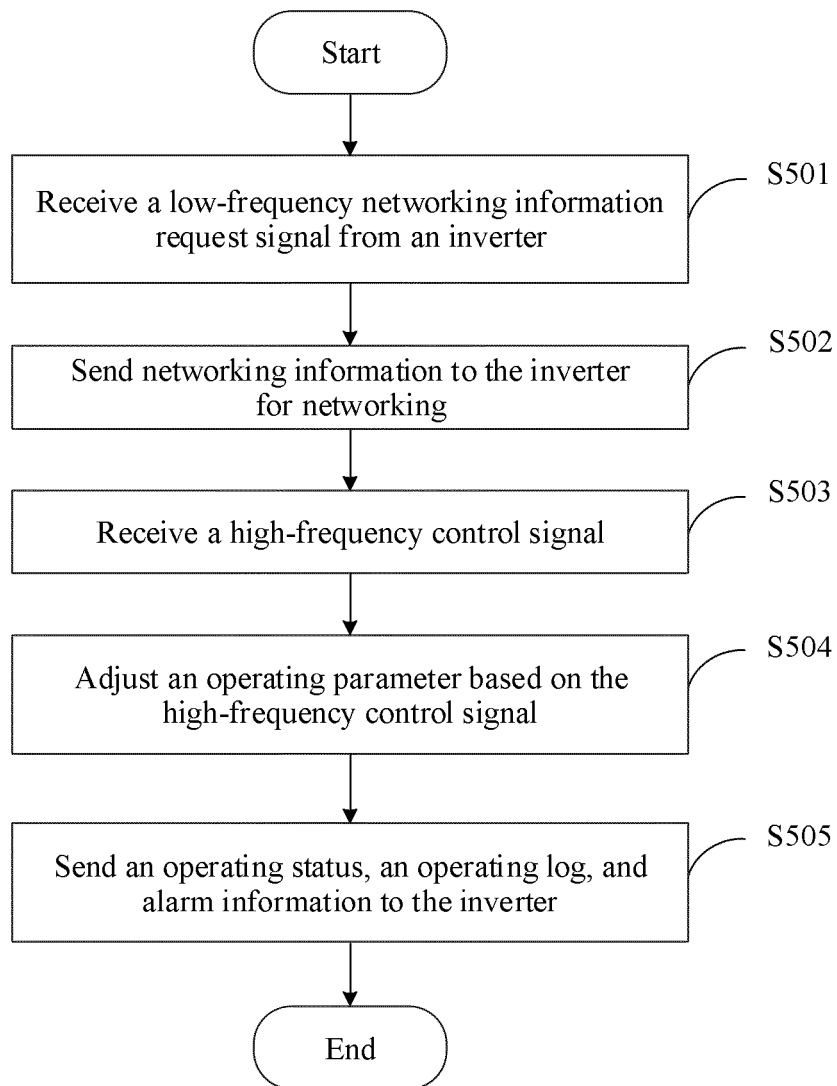 Start
S501
Receive a low-frequency networking information
request signal from an inverter
S502
Send networking information to the inverter
for networking
S503
Receive a high-frequency control signal
S504
Adjust an operating parameter based on the
high-frequency control signal
S505
Send an operating status, an operating log, and
alarm information to the inverter
End